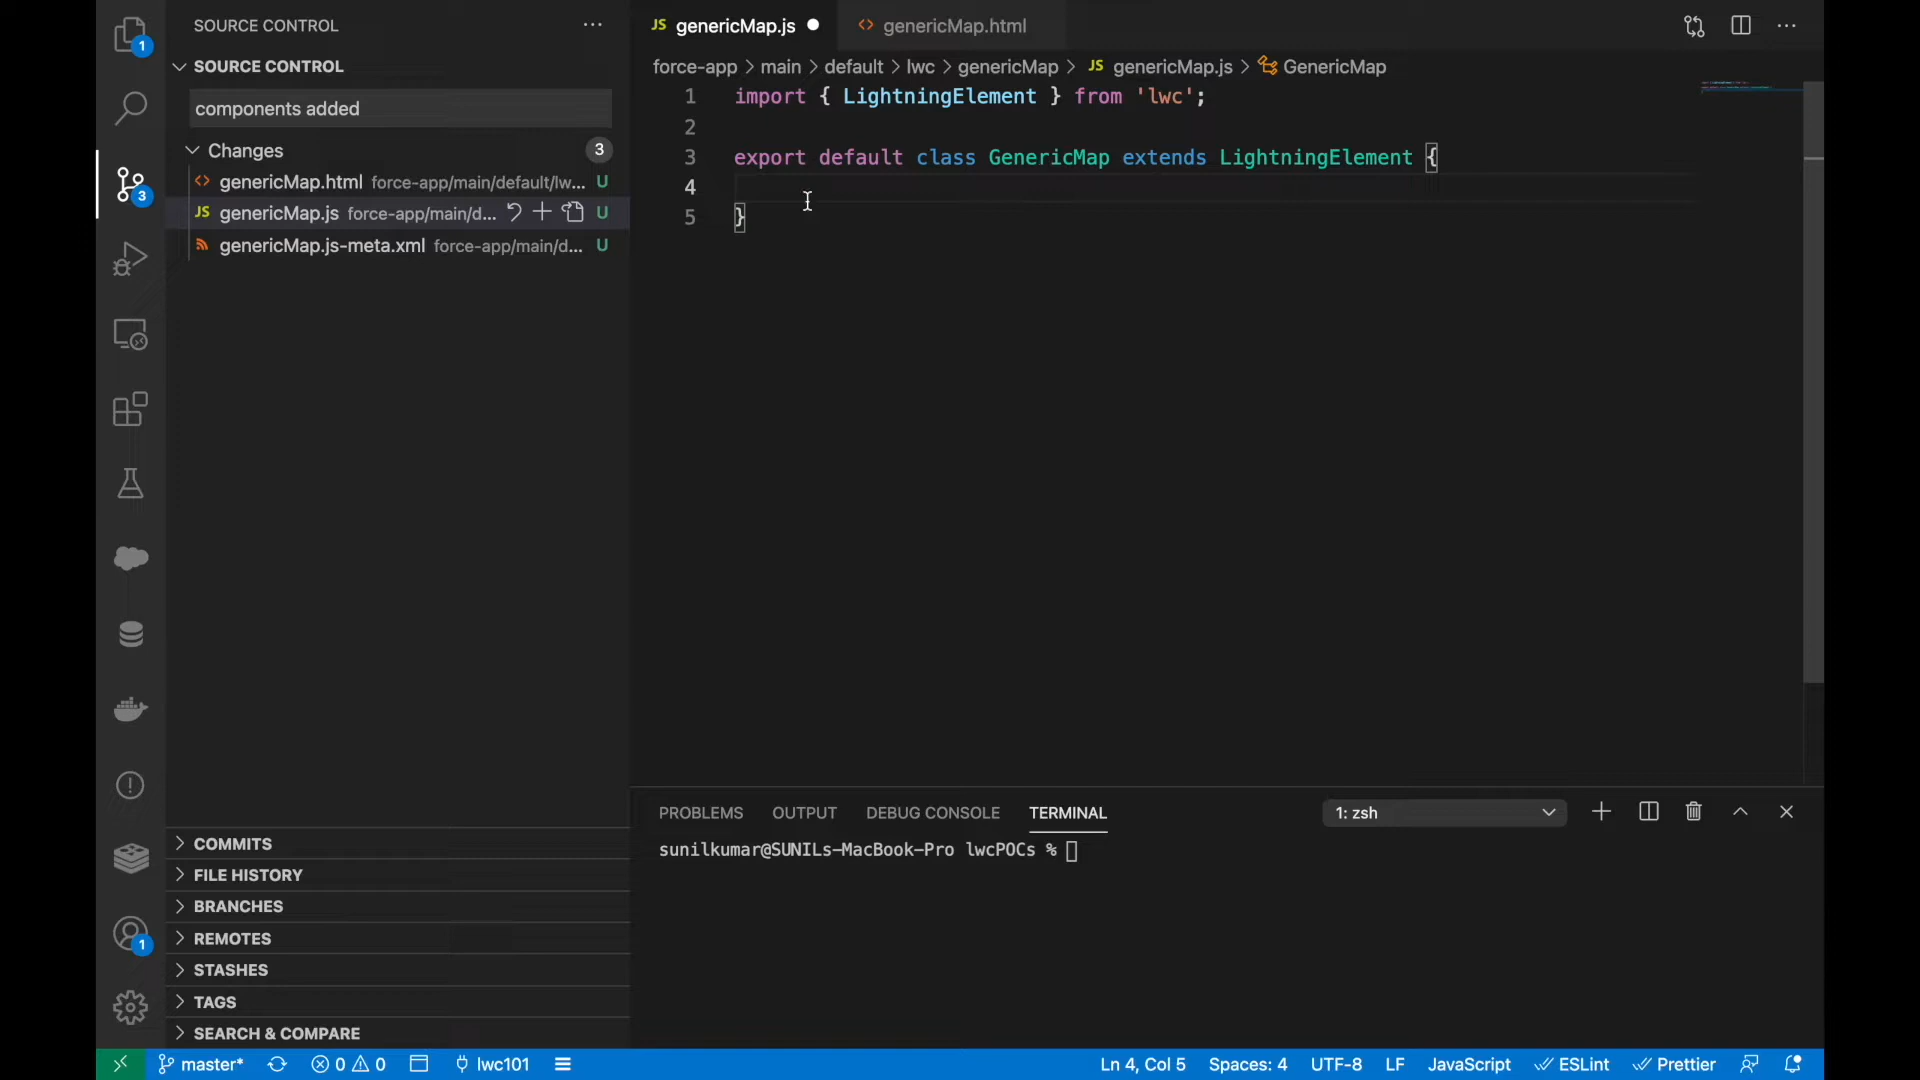 SOURCE CONTROL
SOURCE CONTROL
components added
Changes 3
genericMap.html force-app/main/default/lw... U
JS genericMap.js force-app/main/d... U
genericMap.js-meta.xml force-app/main/d... U
COMMITS
FILE HISTORY
BRANCHES
REMOTES
STASHES
TAGS
SEARCH & COMPARE
1
3
1
JS genericMap.js
genericMap.html
force-app > main > default > lwc > genericMap > JS genericMap.js > GenericMap
1 import { LightningElement } from 'lwc';
2
3 export default class GenericMap extends LightningElement {
4
5 }
PROBLEMS OUTPUT DEBUG CONSOLE TERMINAL 1: zsh
sunilkumar@SUNILs-MacBook-Pro lwcPOCs %
master* 0 0 lwc101 Ln 4, Col 5 Spaces: 4 UTF-8 LF JavaScript ESLint Prettier